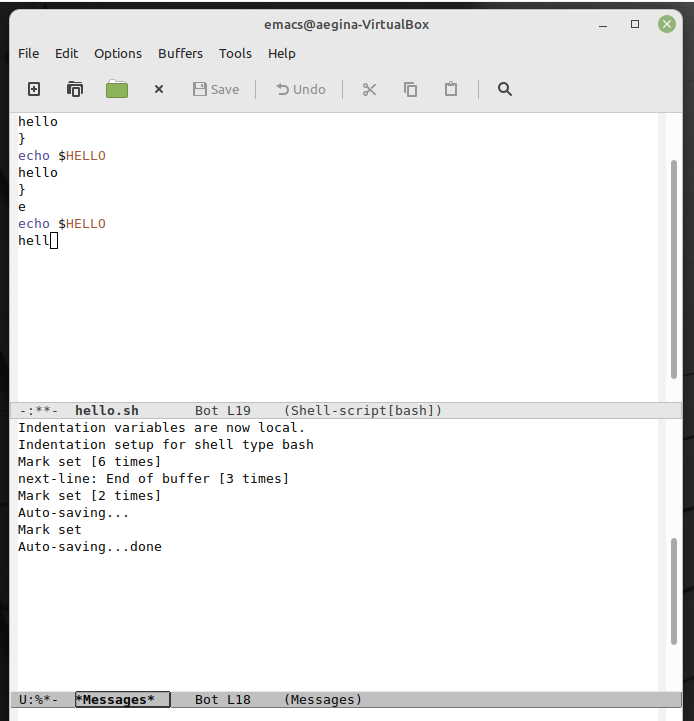 emacs@aegina-VirtualBox
File Edit Options Buffers Tools Help
Save Undo
hello
}
echo $HELLO
hello
}
e
echo $HELLO
hell
-:**- hello.sh Bot L19 (Shell-script[bash])
Indentation variables are now local.
Indentation setup for shell type bash
Mark set [6 times]
next-line: End of buffer [3 times]
Mark set [2 times]
Auto-saving...
Mark set
Auto-saving...done
U:%*- *Messages* Bot L18 (Messages)